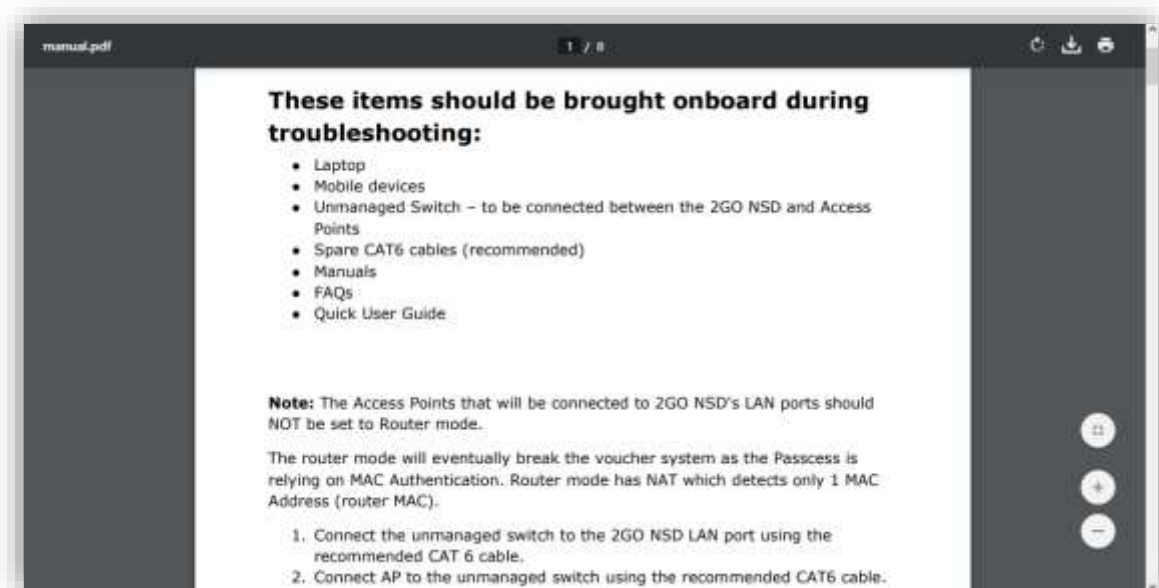 manual.pdf
1 / 8
These items should be brought onboard during
troubleshooting:
• Laptop
• Mobile devices
• Unmanaged Switch – to be connected between the 2GO NSD and Access
Points
• Spare CAT6 cables (recommended)
• Manuals
• FAQs
• Quick User Guide
Note: The Access Points that will be connected to 2GO NSD's LAN ports should
NOT be set to Router mode.
The router mode will eventually break the voucher system as the Passcess is
relying on MAC Authentication. Router mode has NAT which detects only 1 MAC
Address (router MAC).
1. Connect the unmanaged switch to the 2GO NSD LAN port using the
recommended CAT 6 cable.
2. Connect AP to the unmanaged switch using the recommended CAT6 cable.